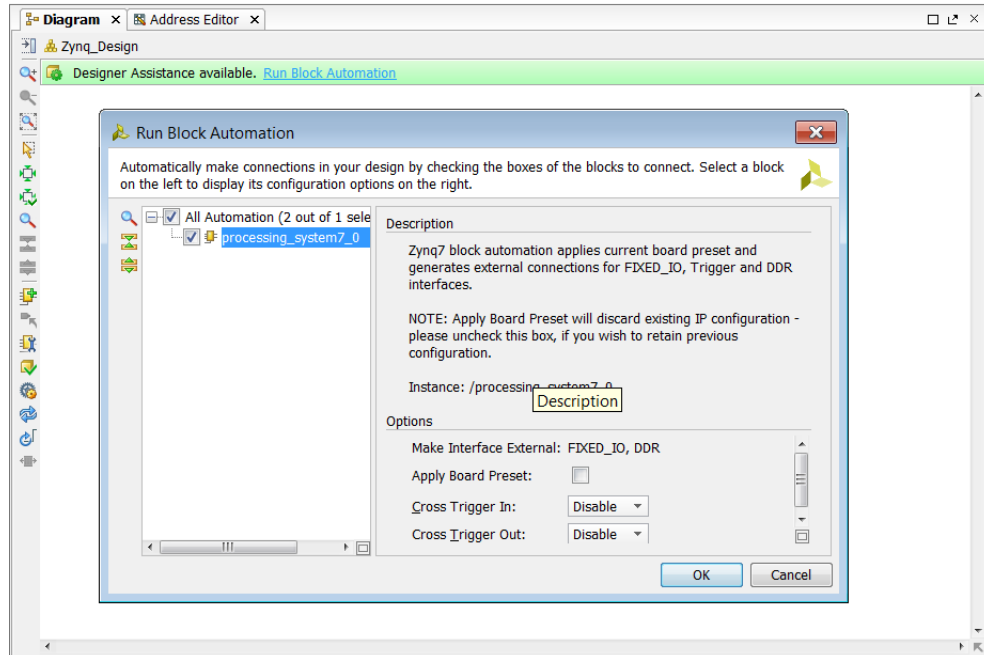 Diagram × Address Editor ×
Zynq_Design
Designer Assistance available. Run Block Automation
Run Block Automation
Automatically make connections in your design by checking the boxes of the blocks to connect. Select a block
on the left to display its configuration options on the right.
All Automation (2 out of 1 sele
processing_system7_0
Description
Zynq7 block automation applies current board preset and
generates external connections for FIXED_IO, Trigger and DDR
interfaces.
NOTE: Apply Board Preset will discard existing IP configuration -
please uncheck this box, if you wish to retain previous
configuration.
Instance: /processing_system7_0
Description
Options
Make Interface External: FIXED_IO, DDR
Apply Board Preset:
Cross Trigger In: Disable
Cross Trigger Out: Disable
OK Cancel